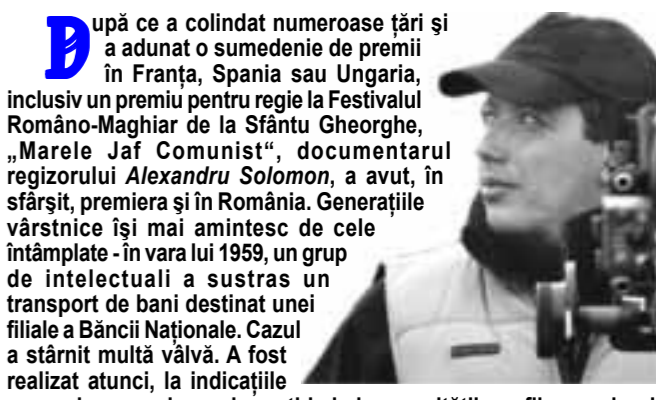 După ce a colindat numeroase ţări şi
a adunat o sumedenie de premii
în Franţa, Spania sau Ungaria,
inclusiv un premiu pentru regie la Festivalul
Româno-Maghiar de la Sfântu Gheorghe,
„Marele Jaf Comunist“, documentarul
regizorului Alexandru Solomon, a avut, în
sfârşit, premiera şi în România. Generaţiile
vârstnice îşi mai amintesc de cele
întâmplate - în vara lui 1959, un grup
de intelectuali a sustras un
transport de bani destinat unei
filiale a Băncii Naţionale. Cazul
a stârnit multă vâlvă. A fost
realizat atunci, la indicaţiile